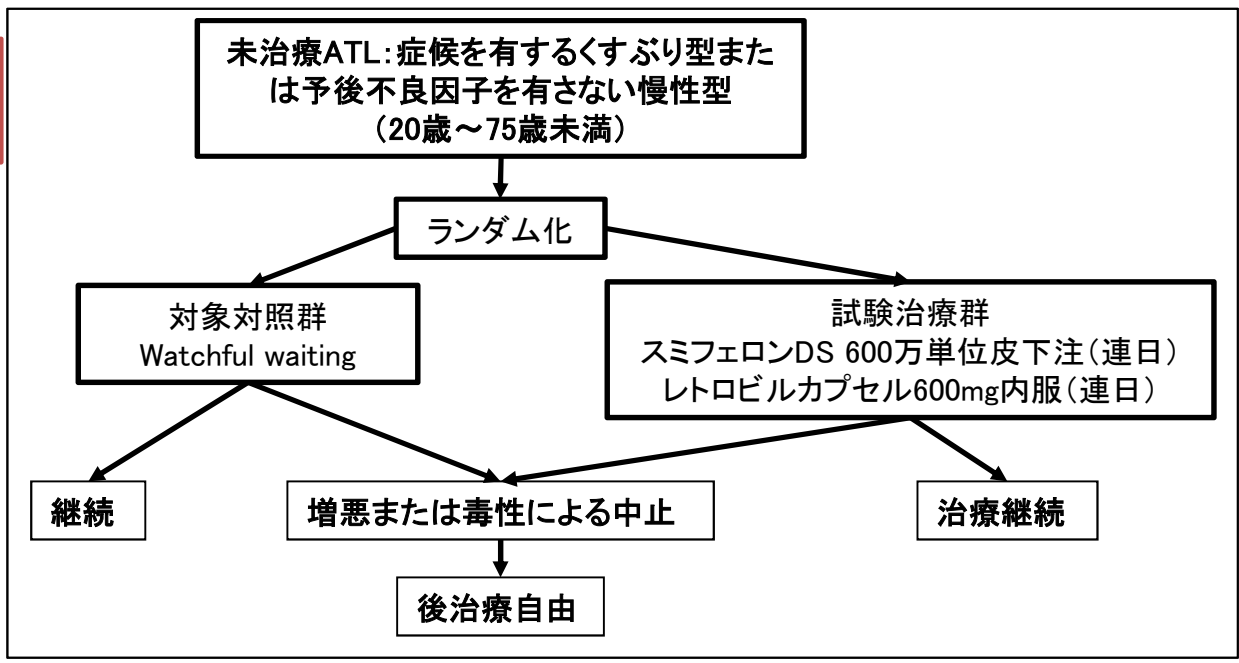 未治療ATL:症候を有するくすぶり型また
は予後不良因子を有さない慢性型
(20歳～75歳未満)
ランダム化
対象対照群
Watchful waiting
試験治療群
スミフェロンDS 600万単位皮下注(連日)
レトロビルカプセル600mg内服(連日)
継続
増悪または毒性による中止
治療継続
後治療自由